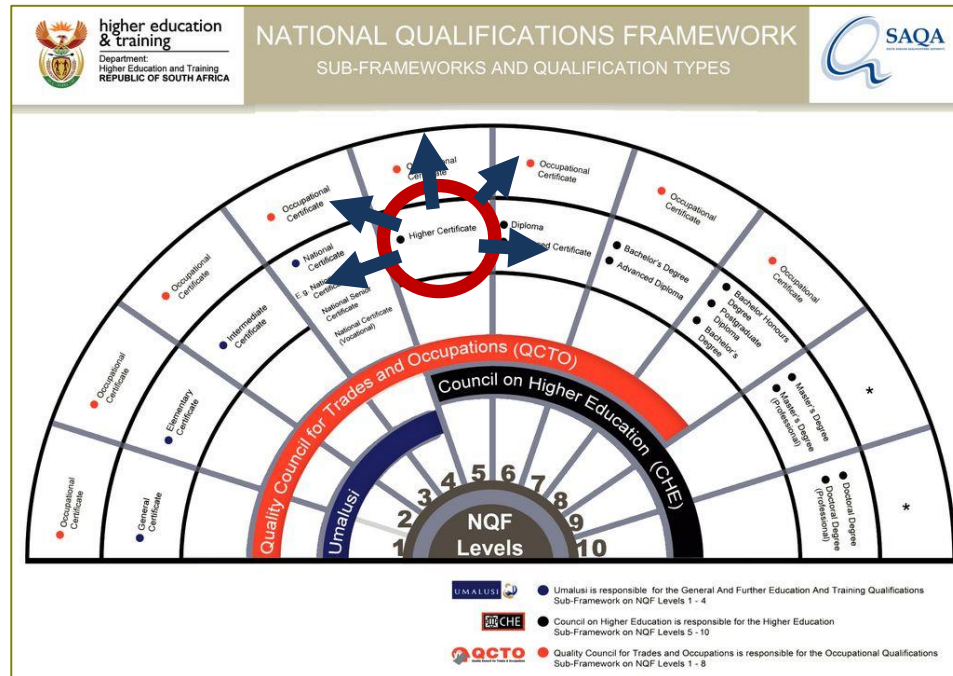 higher education
& training
Department:
Higher Education and Training
REPUBLIC OF SOUTH AFRICA
NATIONAL QUALIFICATIONS FRAMEWORK
SUB-FRAMEWORKS AND QUALIFICATION TYPES
SAQA
Occupational
Certificate
General
Certificate
Occupational
Certificate
Elementary
Certificate
Occupational
Certificate
Intermediate
Certificate
Occupational
Certificate
National
Certificate
E.g.
National Senior
Certificate
National Certificate
(Vocational)
Higher Certificate
Occupational
Certificate
Diploma
Certificate
Occupational
Certificate
Bachelor's Degree
Advanced Diploma
Occupational
Certificate
Bachelor Honours
Degree
Postgraduate
Diploma
Bachelor's
Degree
*
Master's Degree
Master's Degree
(Professional)
*
Doctoral Degree
Doctoral Degree
(Professional)
Quality Council for Trades and Occupations (QCTO)
Council on Higher Education (CHE)
Umalusi
1
2
3
4
5
6
7
8
9
10
NQF
Levels
UMALUSI
Umalusi is responsible for the General And Further Education And Training Qualifications
Sub-Framework on NQF Levels 1 - 4
CHE
Council on Higher Education is responsible for the Higher Education
Sub-Framework on NQF Levels 5 - 10
QCTO
Quality Council for Trades and Occupations is responsible for the Occupational Qualifications
Sub-Framework on NQF Levels 1 - 8